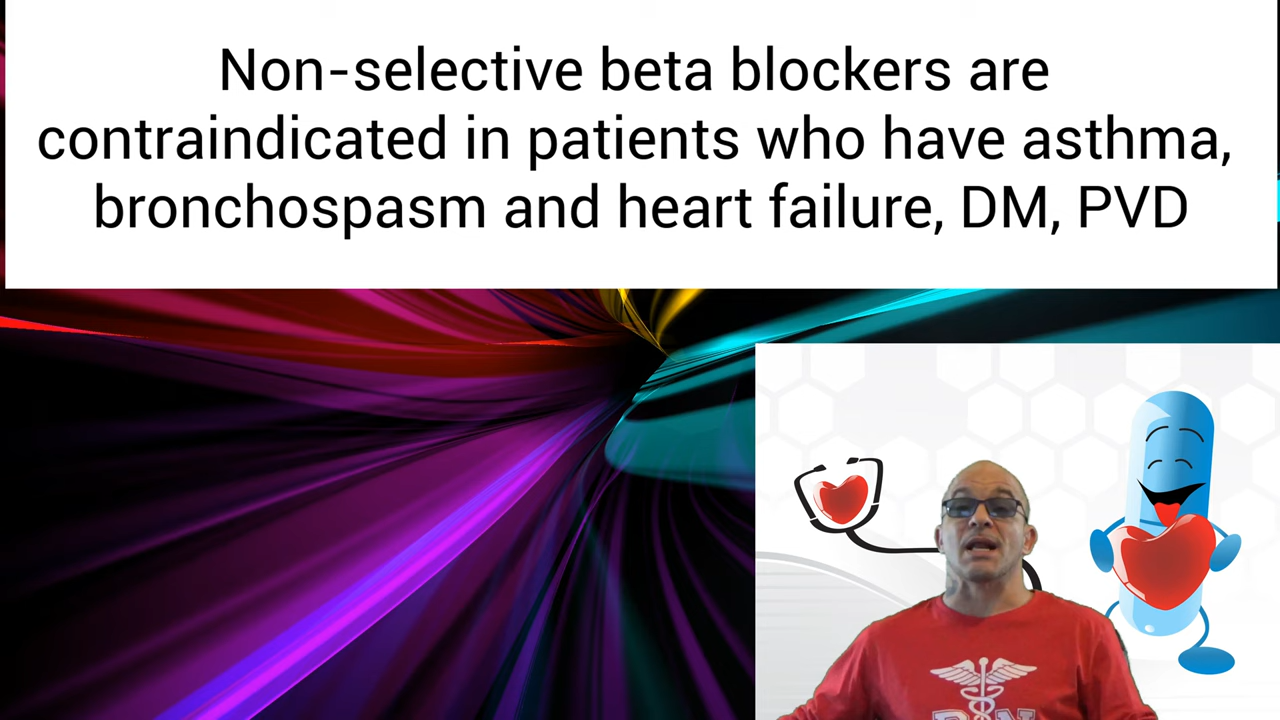 Non-selective beta blockers are
contraindicated in patients who have asthma,
bronchospasm and heart failure, DM, PVD